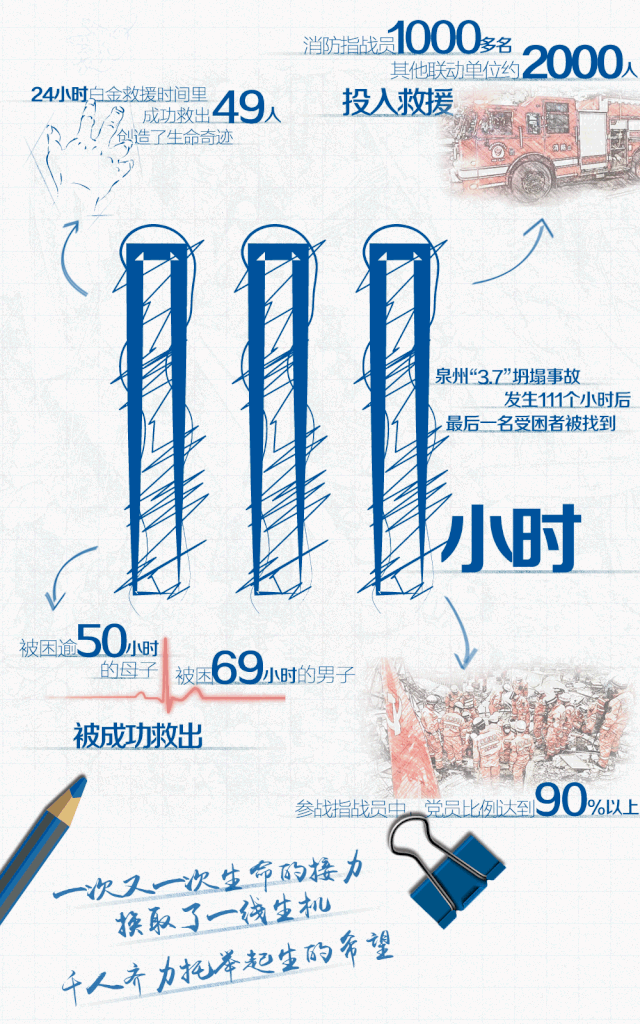 消防指战员1000多名
其他联动单位约2000人
投入救援
24小时白金救援时间里
成功救出49人
创造了生命奇迹
111
小时
泉州“3.7”坍塌事故
发生111个小时后
最后一名受困者被找到
被困逾50小时
的母子
被困69小时的男子
被成功救出
参战指战员中，党员比例达到90%以上
一次又一次生命的接力
换取了一线生机
千人齐力托举起生的希望